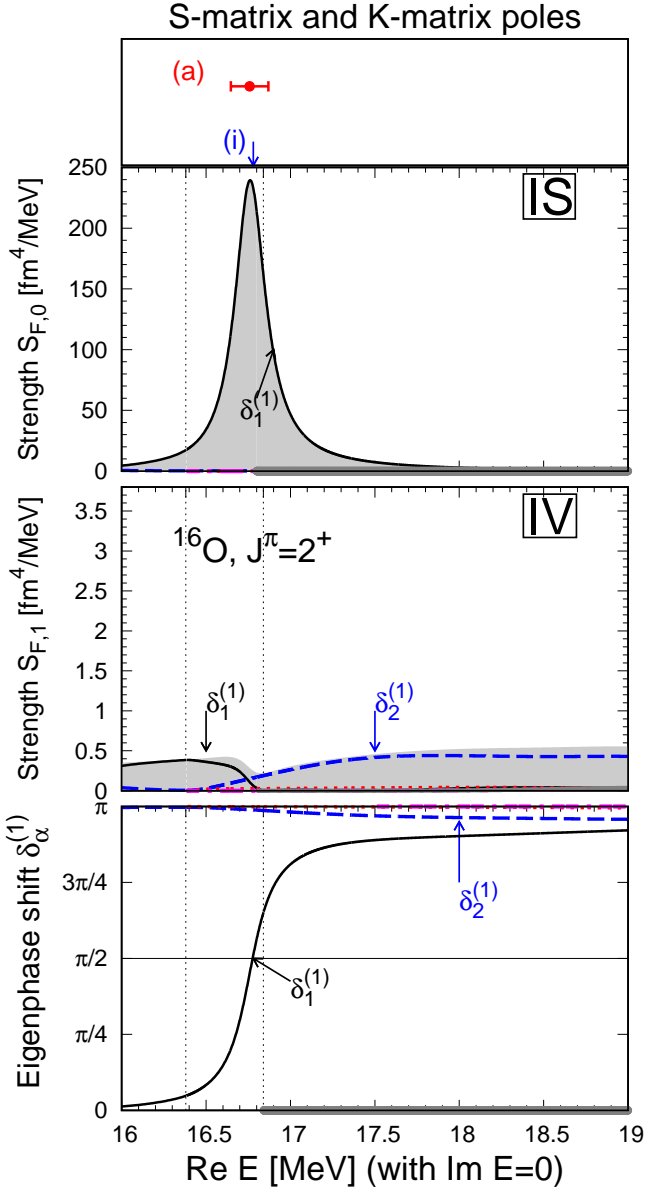 S-matrix and K-matrix poles
(a)
(i)
250
200
150
100
50
0
Strength S_{F,0} [fm^4/MeV]
IS
δ_1^{(1)}
3.5
3
2.5
2
1.5
1
0.5
0
Strength S_{F,1} [fm^4/MeV]
IV
^{16}O, J^π=2^+
δ_1^{(1)}
δ_2^{(1)}
π
3π/4
π/2
π/4
0
Eigenphase shift δ_α^{(1)}
δ_2^{(1)}
δ_1^{(1)}
16 16.5 17 17.5 18 18.5 19
Re E [MeV] (with Im E=0)